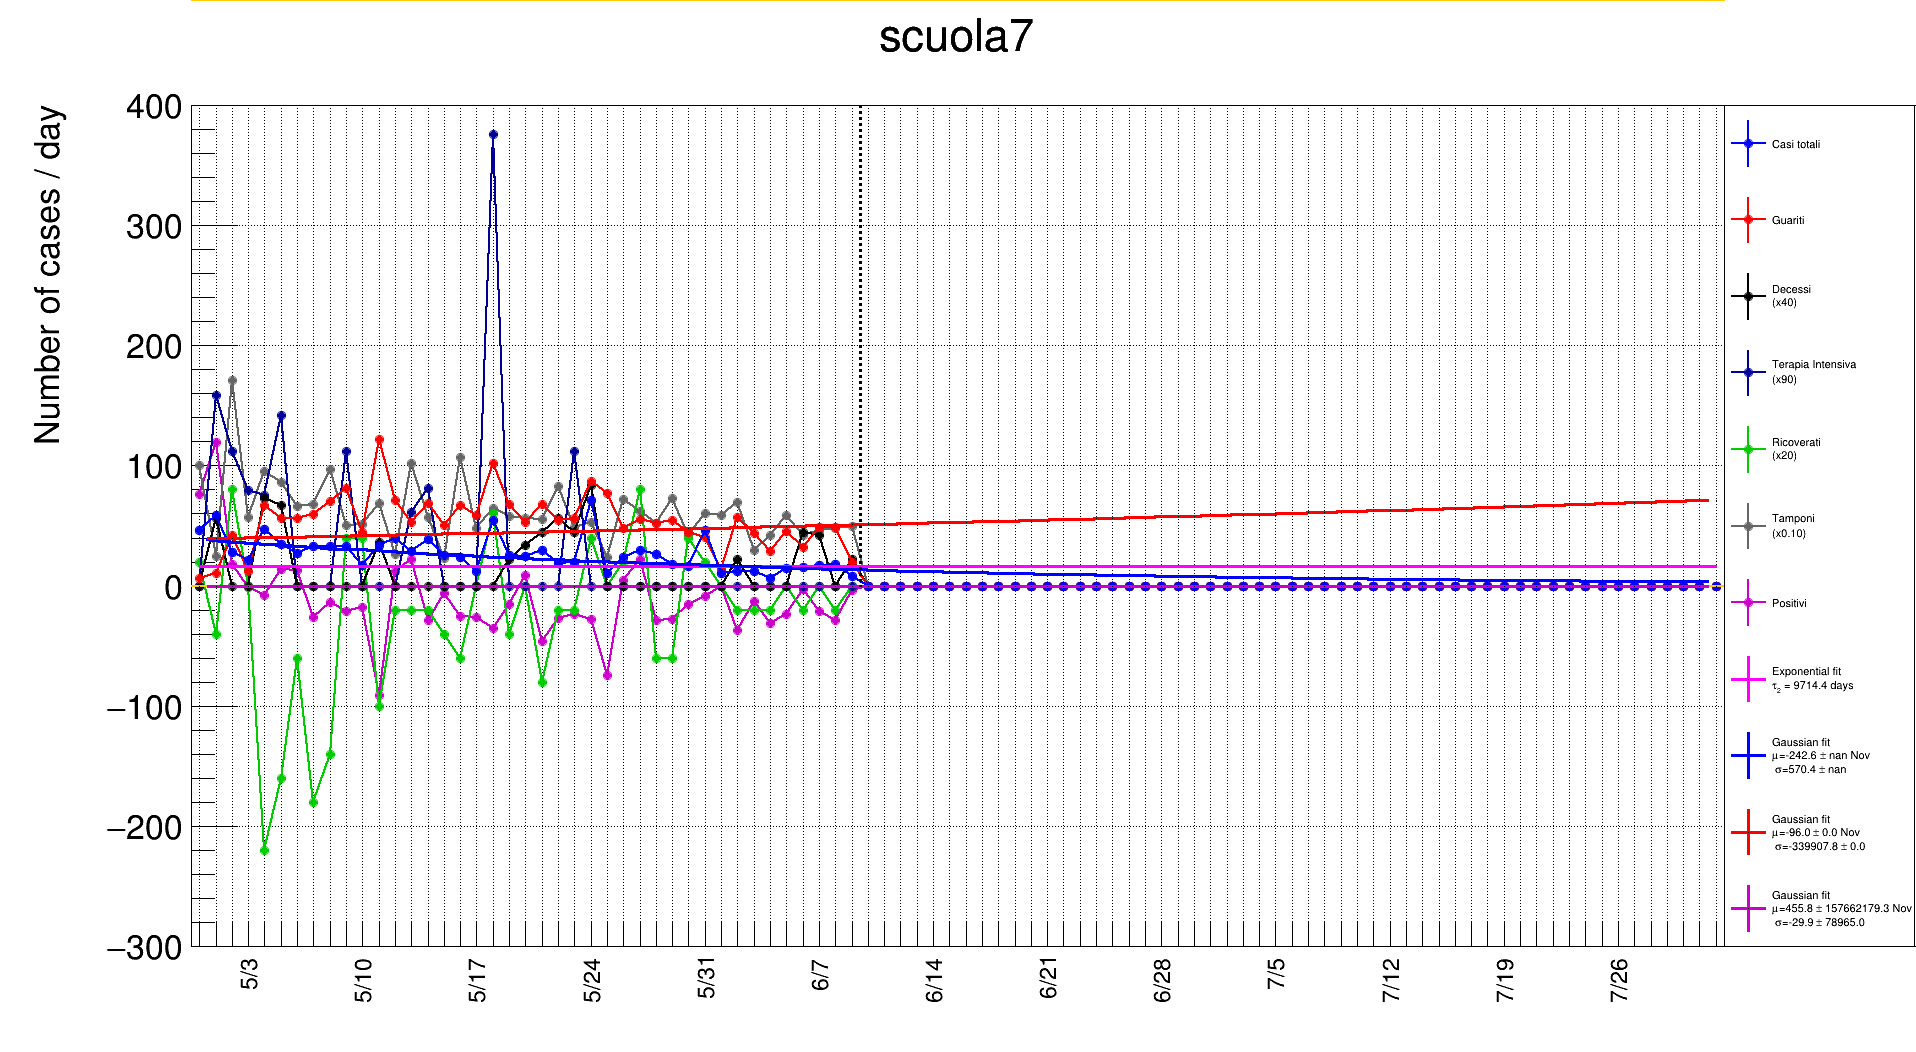 scuola7
Number of cases / day
400
300
200
100
0
−100
−200
−300
5/3
5/10
5/17
5/24
5/31
6/7
6/14
6/21
6/28
7/5
7/12
7/19
7/26
Casi totali
Guariti
Decessi
(x40)
Terapia Intensiva
(x90)
Ricoverati
(x20)
Tamponi
(x0.10)
Positivi
Exponential fit
τ₂ = 9714.4 days
Gaussian fit
μ=-242.6 ± nan Nov
σ=570.4 ± nan
Gaussian fit
μ=-96.0 ± 0.0 Nov
σ=-339907.8 ± 0.0
Gaussian fit
μ=455.8 ± 157662179.3 Nov
σ=-29.9 ± 78965.0